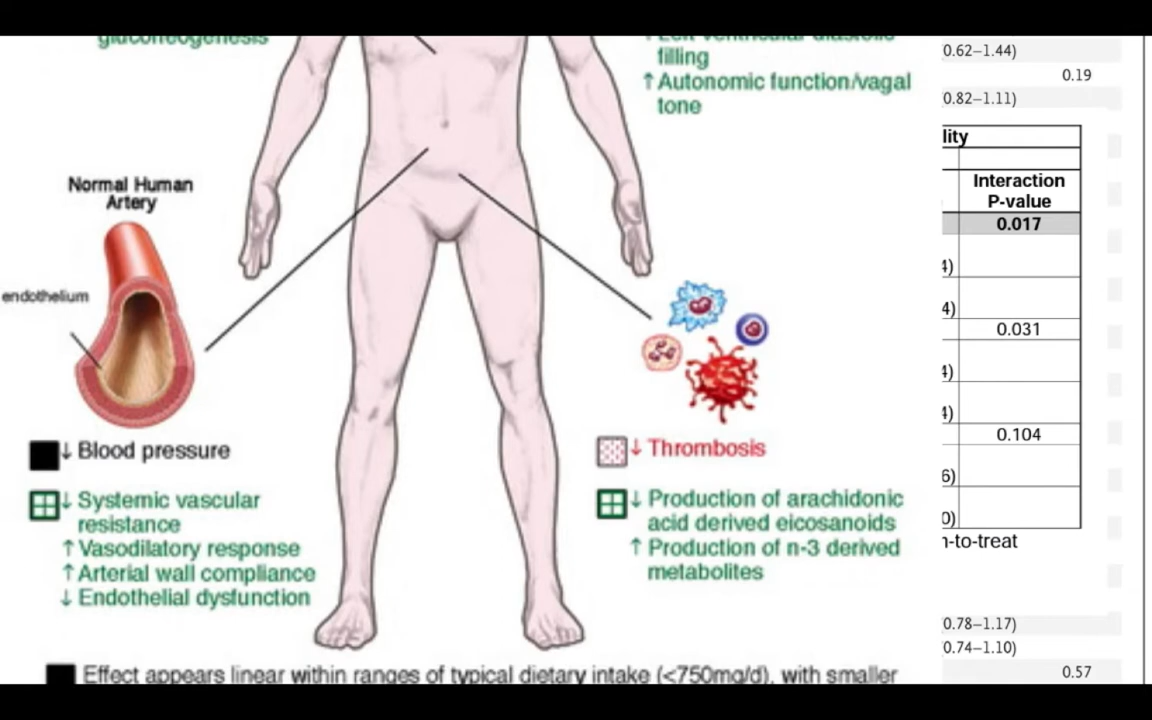 gluconeogenesis
↑ Left ventricular diastolic
filling
↑ Autonomic function/vagal
tone
Normal Human
Artery
endothelium
↓ Blood pressure
↓ Systemic vascular
resistance
↑ Vasodilatory response
↑ Arterial wall compliance
↓ Endothelial dysfunction
↓ Thrombosis
↓ Production of arachidonic
acid derived eicosanoids
↑ Production of n-3 derived
metabolites
Effect appears linear within ranges of typical dietary intake (<750mg/d), with smaller
0.62–1.44)
0.19
0.82–1.11)
lity
Interaction
P-value
0.017
4)
4)
0.031
4)
4)
0.104
6)
0)
n-to-treat
0.78–1.17)
0.74–1.10)
0.57